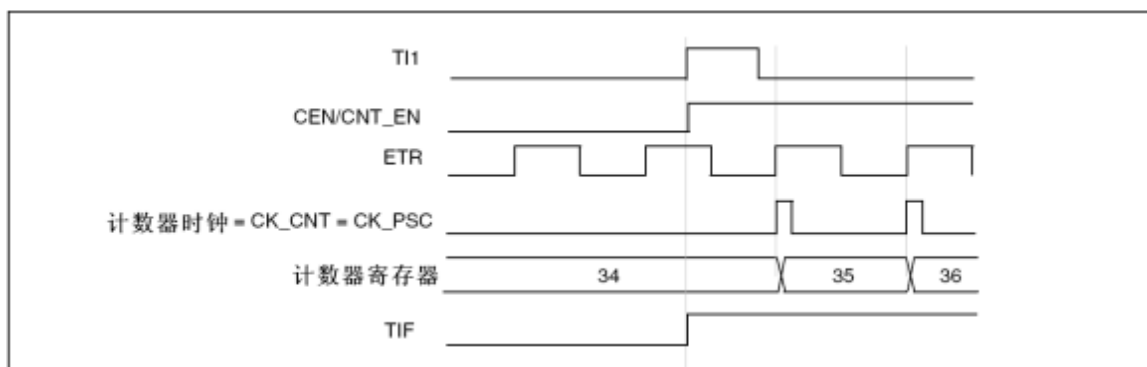 TI1
CEN/CNT_EN
ETR
计数器时钟 = CK_CNT = CK_PSC
计数器寄存器 34 35 36
TIF